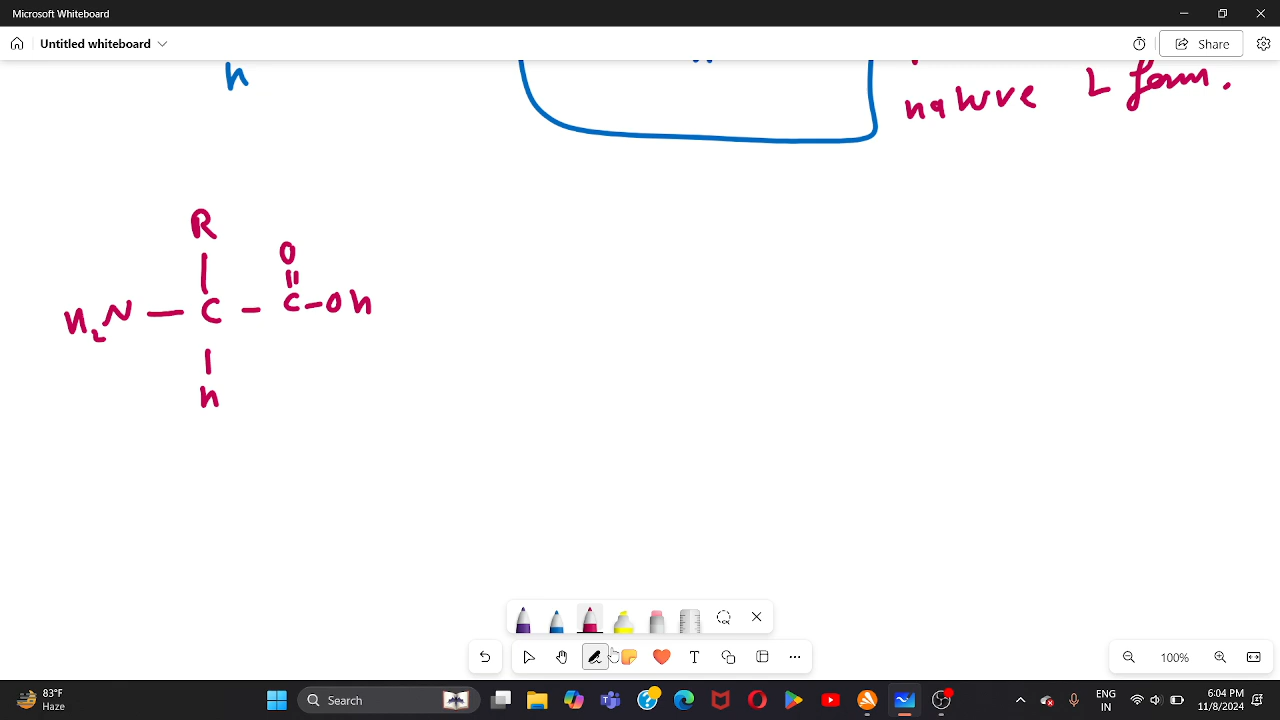 Microsoft Whiteboard
Untitled whiteboard
Share
h
nature L form.
R
O
H2N - C - C - OH
H
100%
83°F
Haze
Search
ENG
IN
6:04 PM
11/8/2024